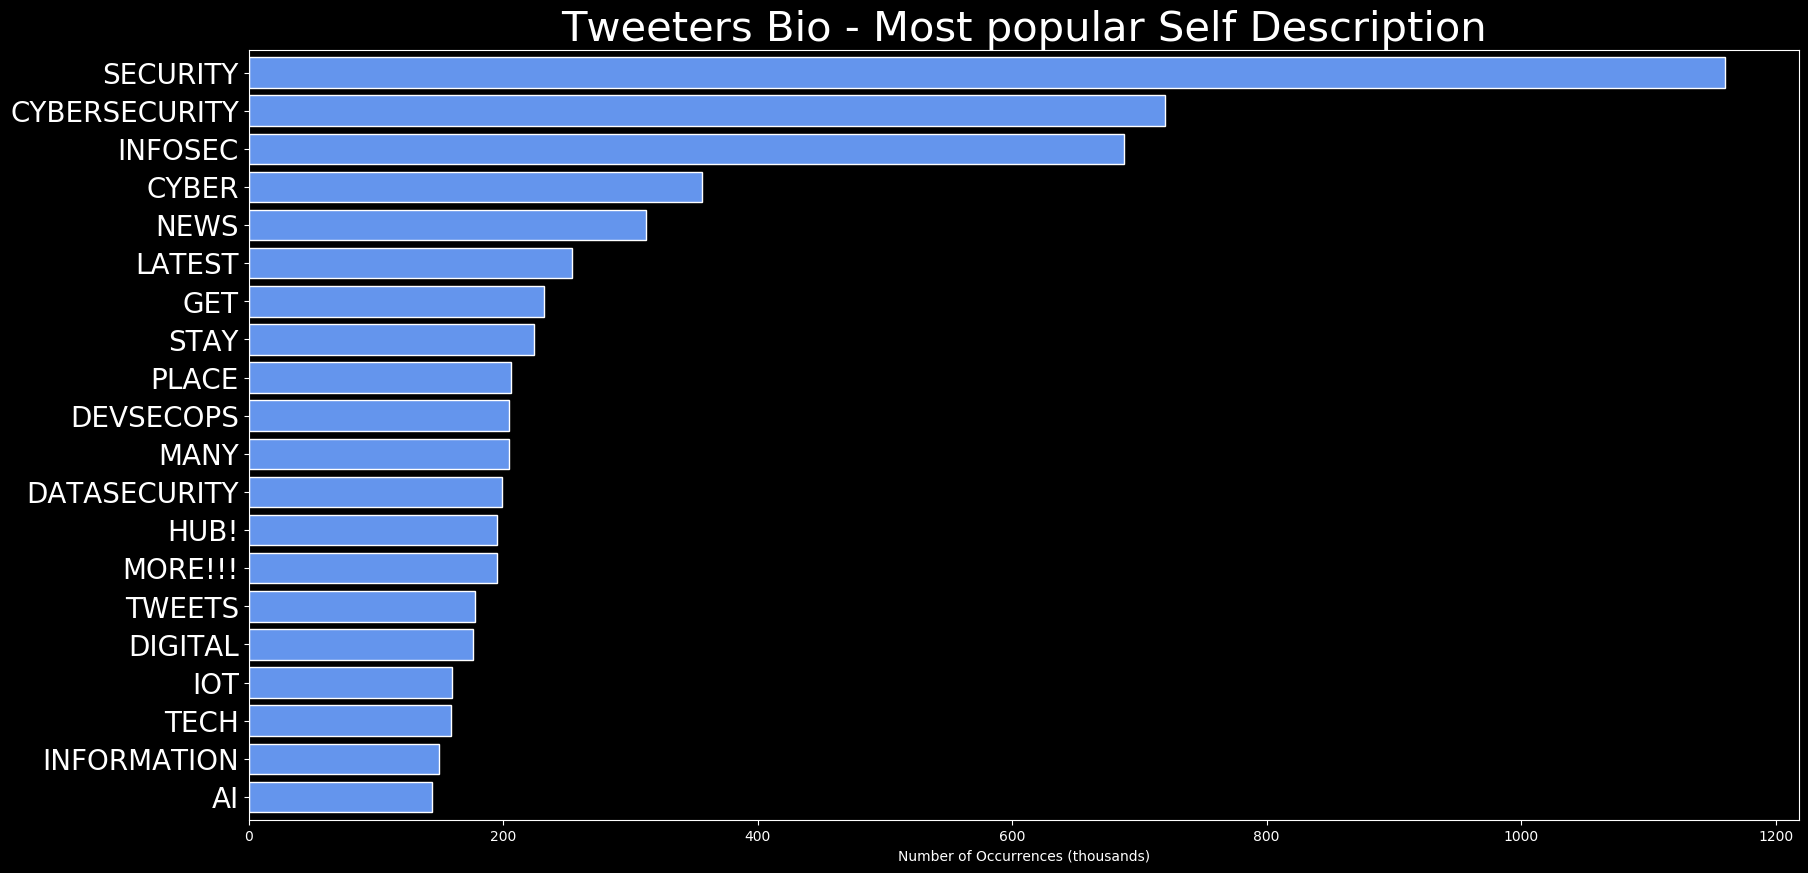 Tweeters Bio - Most popular Self Description
SECURITY
CYBERSECURITY
INFOSEC
CYBER
NEWS
LATEST
GET
STAY
PLACE
DEVSECOPS
MANY
DATASECURITY
HUB!
MORE!!!
TWEETS
DIGITAL
IOT
TECH
INFORMATION
AI
0 200 400 600 800 1000 1200
Number of Occurrences (thousands)